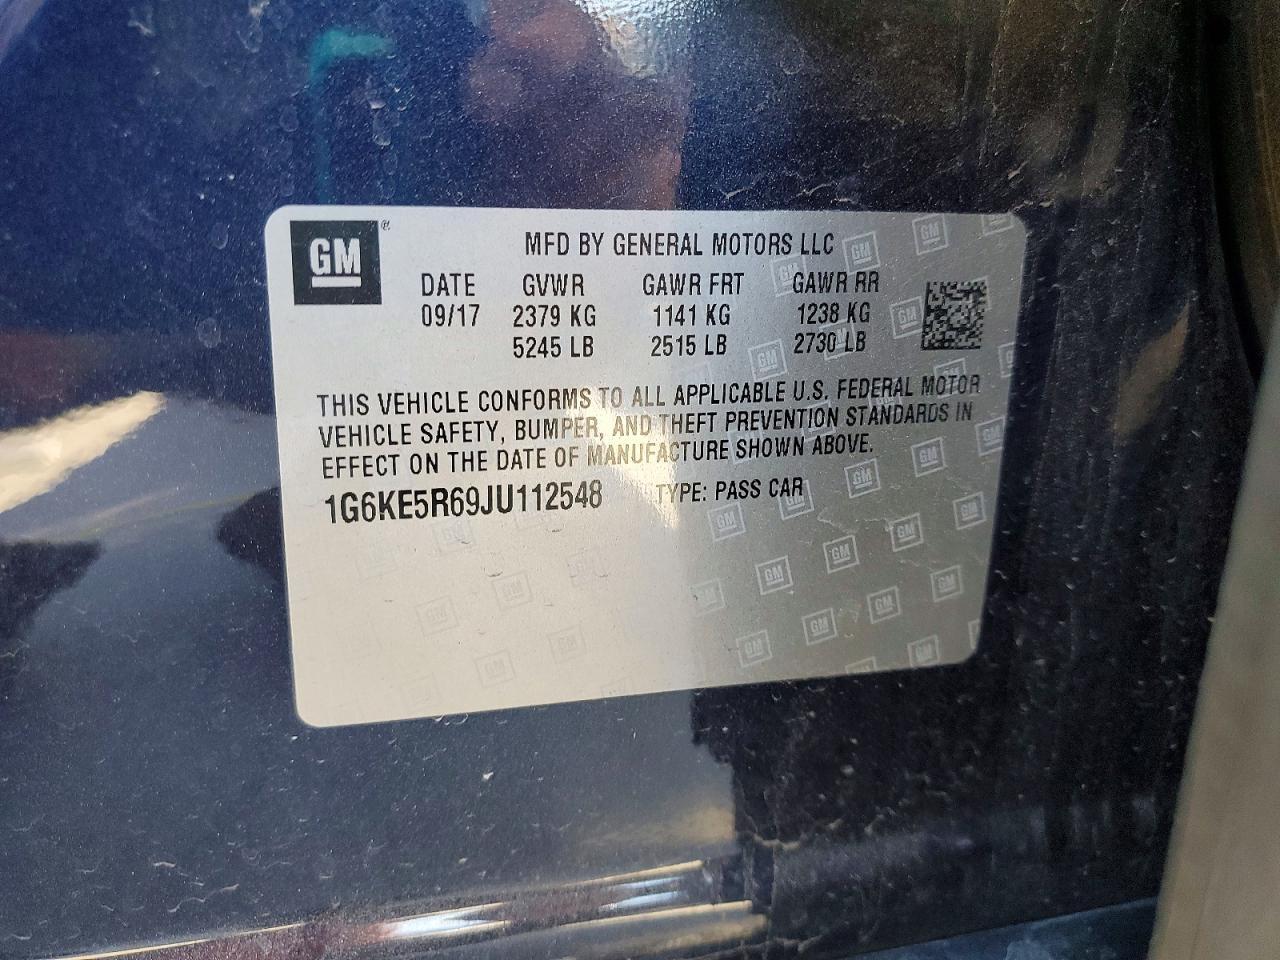 GM ®
MFD BY GENERAL MOTORS LLC
DATE GVWR GAWR FRT GAWR RR
09/17 2379 KG 1141 KG 1238 KG
5245 LB 2515 LB 2730 LB
THIS VEHICLE CONFORMS TO ALL APPLICABLE U.S. FEDERAL MOTOR
VEHICLE SAFETY, BUMPER, AND THEFT PREVENTION STANDARDS IN
EFFECT ON THE DATE OF MANUFACTURE SHOWN ABOVE.
1G6KE5R69JU112548 TYPE: PASS CAR